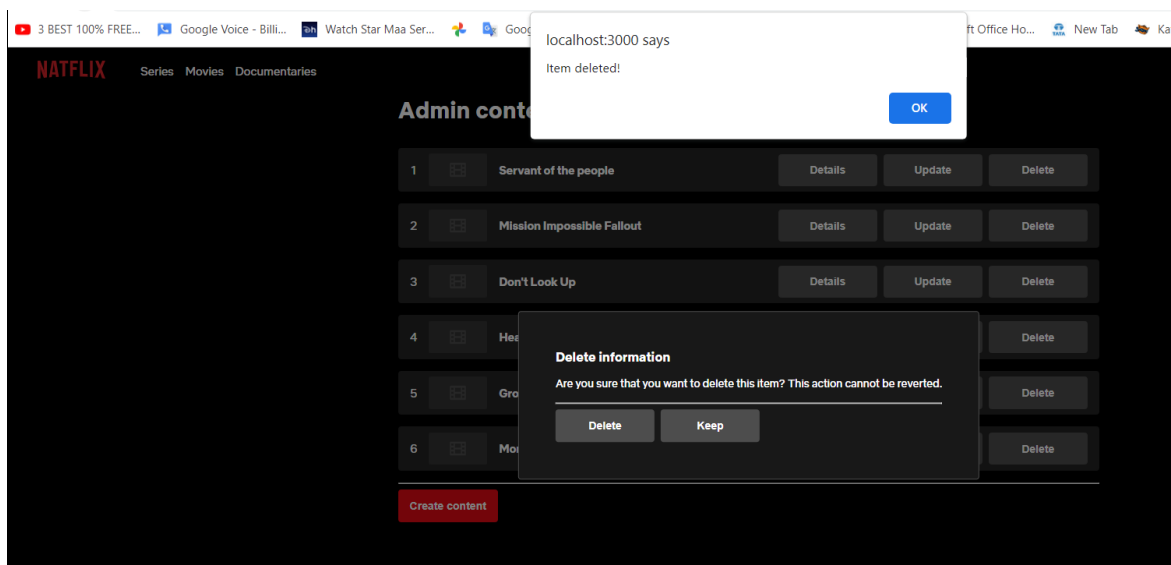 3 BEST 100% FREE... Google Voice - Billi... ah Watch Star Maa Ser... Goog ft Office Ho... TATA New Tab Ka
localhost:3000 says
Item deleted!
OK
NATFLIX Series Movies Documentaries
Admin conte
1 Servant of the people Details Update Delete
2 Mission Impossible Fallout Details Update Delete
3 Don't Look Up Details Update Delete
4 Hea Delete
5 Gro Delete
6 Mon Delete
Delete information
Are you sure that you want to delete this item? This action cannot be reverted.
Delete Keep
Create content